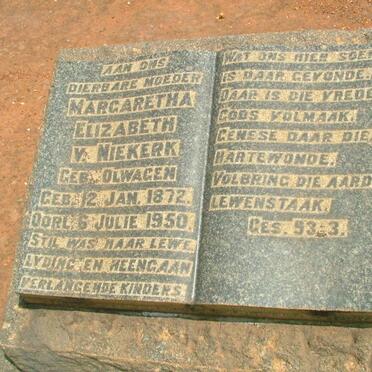 AAN ONS
DIERBARE MOEDER
MARGARETHA
ELIZABETH
V. NIEKERK
GEB. OLWAGEN
GEB. 12 JAN. 1872.
OORL. 6 JULIE 1950.
STIL WAS HAAR LEWE
LYDING EN HEENGAAN
VERLANGENDE KINDERS.
WAT ONS HIER SOE
IS DAAR GEVONDE
DAAR IS DIE VREDE
GODS VOLMAAK.
GENESE DAAR DIE
HARTEWONDE,
VOLBRING DIE AARD
LEWENSTAAK.
GES. 93:3.